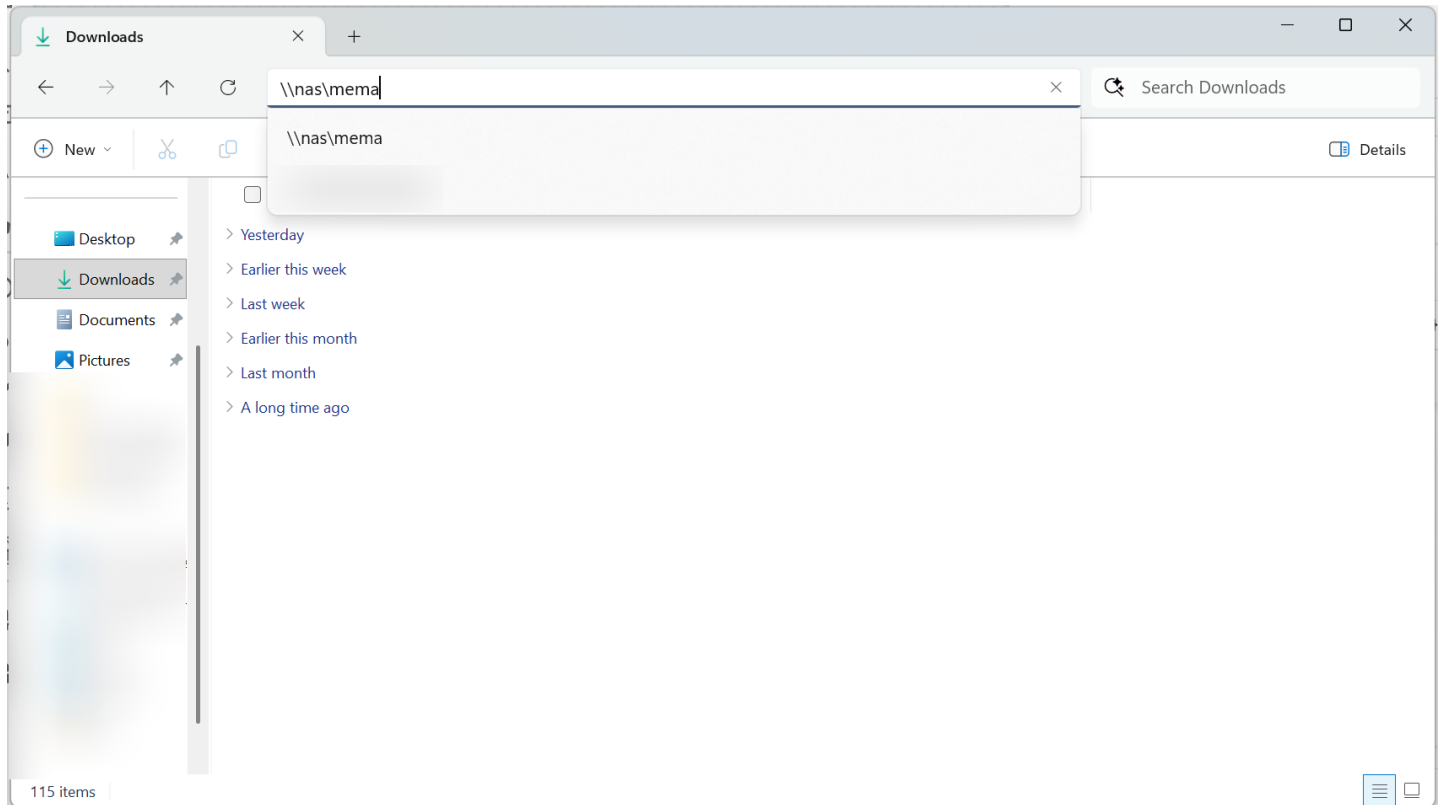 Downloads
\\nas\mema
Search Downloads
\\nas\mema
New
Details
Desktop
Downloads
Documents
Pictures
Yesterday
Earlier this week
Last week
Earlier this month
Last month
A long time ago
115 items